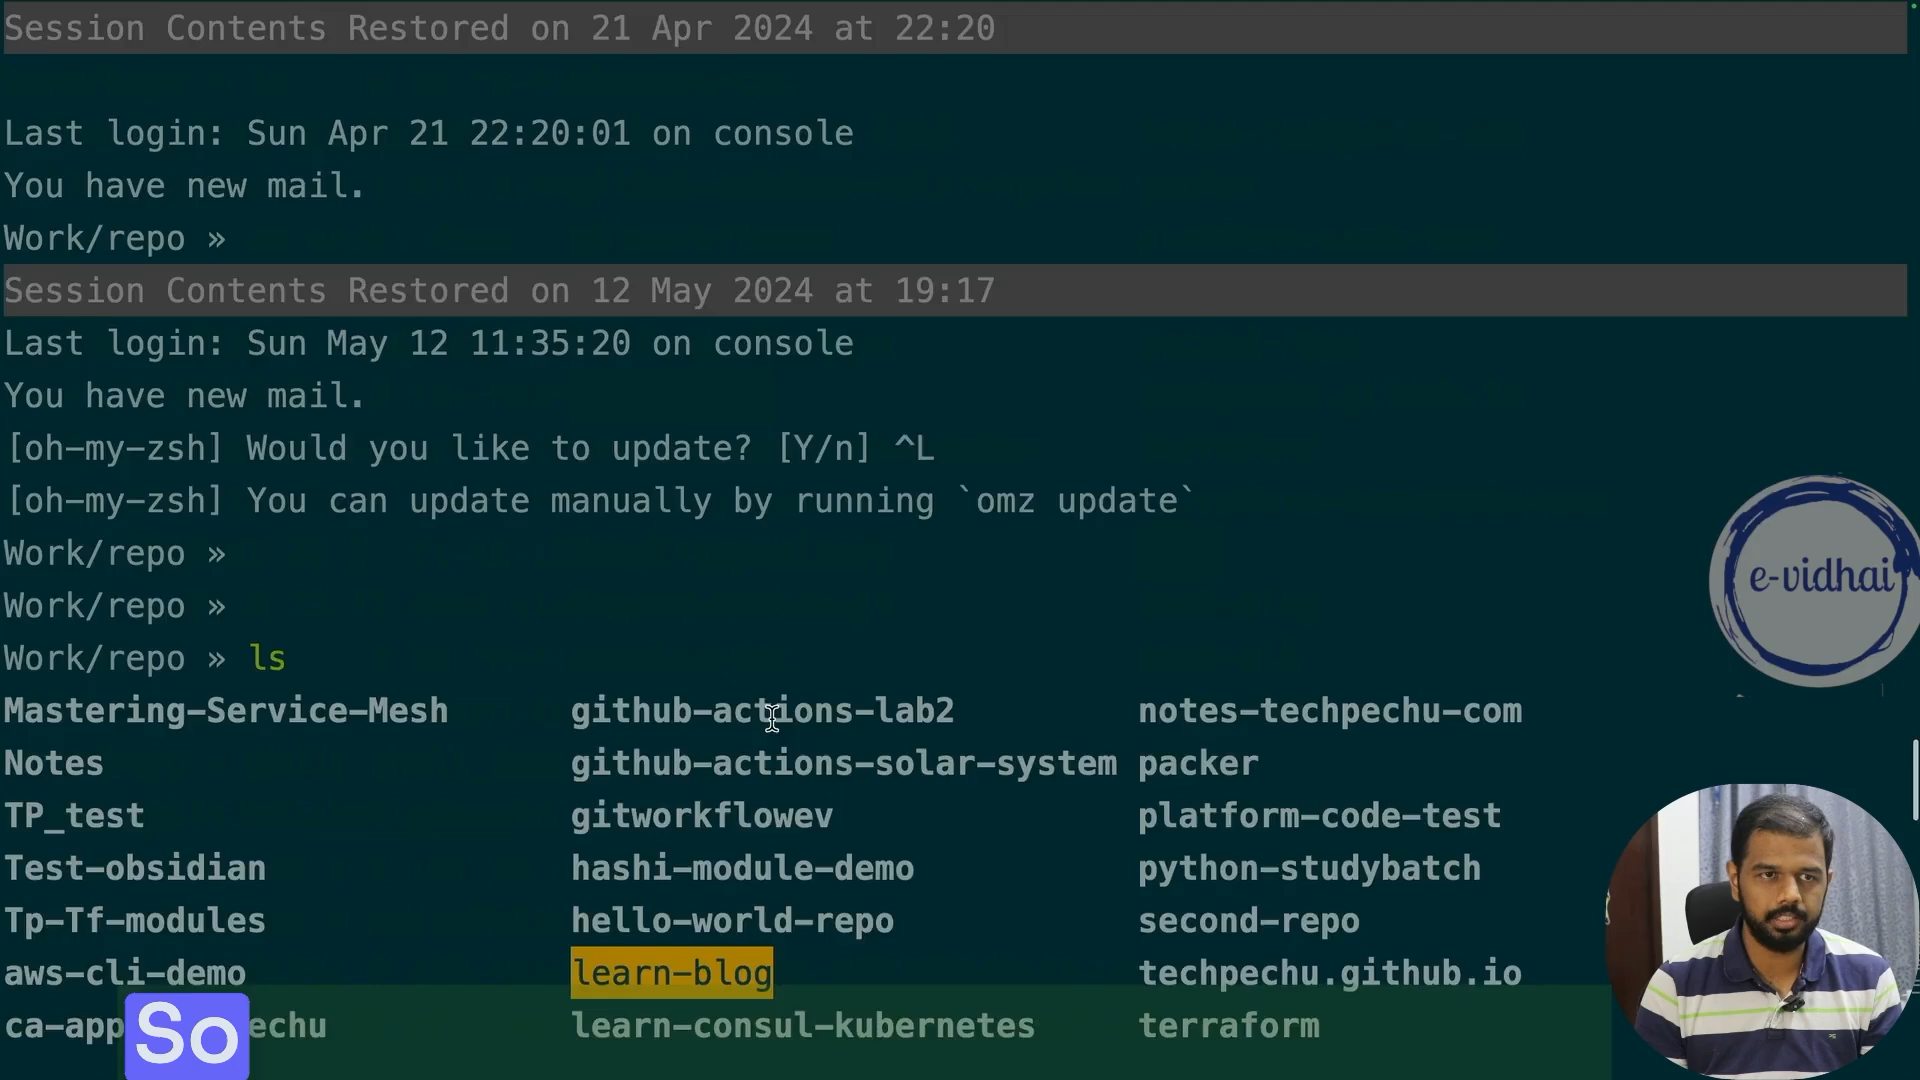 Session Contents Restored on 21 Apr 2024 at 22:20
Last login: Sun Apr 21 22:20:01 on console
You have new mail.
Work/repo »
Session Contents Restored on 12 May 2024 at 19:17
Last login: Sun May 12 11:35:20 on console
You have new mail.
[oh-my-zsh] Would you like to update? [Y/n] ^L
[oh-my-zsh] You can update manually by running `omz update`
Work/repo »
Work/repo »
Work/repo » ls
Mastering-Service-Mesh github-actions-lab2 notes-techpechu-com
Notes github-actions-solar-system packer
TP_test gitworkflowev platform-code-test
Test-obsidian hashi-module-demo python-studybatch
Tp-Tf-modules hello-world-repo second-repo
aws-cli-demo learn-blog techpechu.github.io
ca-app echu learn-consul-kubernetes terraform
So
e-vidhai